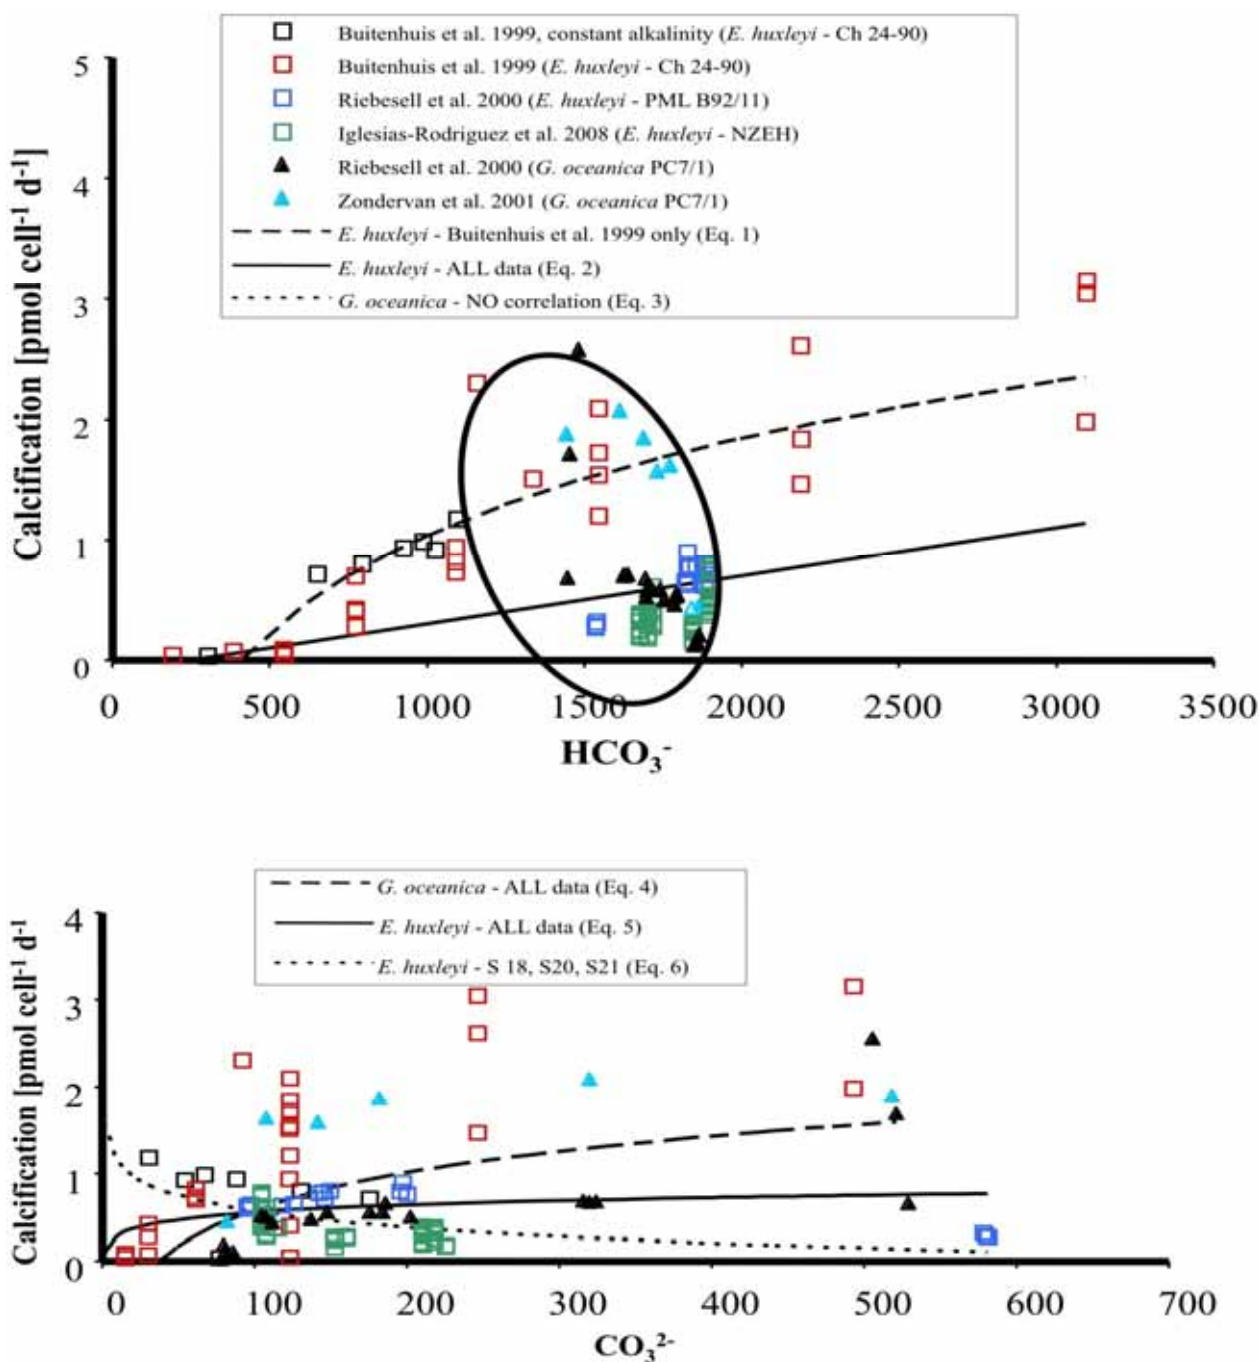 Buitenhuis et al. 1999, constant alkalinity (E. huxleyi - Ch 24-90)
Buitenhuis et al. 1999 (E. huxleyi - Ch 24-90)
Riebesell et al. 2000 (E. huxleyi - PML B92/11)
Iglesias-Rodriguez et al. 2008 (E. huxleyi - NZEH)
Riebesell et al. 2000 (G. oceanica PC7/1)
Zondervan et al. 2001 (G. oceanica PC7/1)
E. huxleyi - Buitenhuis et al. 1999 only (Eq. 1)
E. huxleyi - ALL data (Eq. 2)
G. oceanica - NO correlation (Eq. 3)
Calcification [pmol cell⁻¹ d⁻¹]
5
4
3
2
1
0
0 500 1000 1500 2000 2500 3000 3500
HCO₃⁻
G. oceanica - ALL data (Eq. 4)
E. huxleyi - ALL data (Eq. 5)
E. huxleyi - S 18, S20, S21 (Eq. 6)
Calcification [pmol cell⁻¹ d⁻¹
4
3
2
1
0
0 100 200 300 400 500 600 700
CO₃²⁻